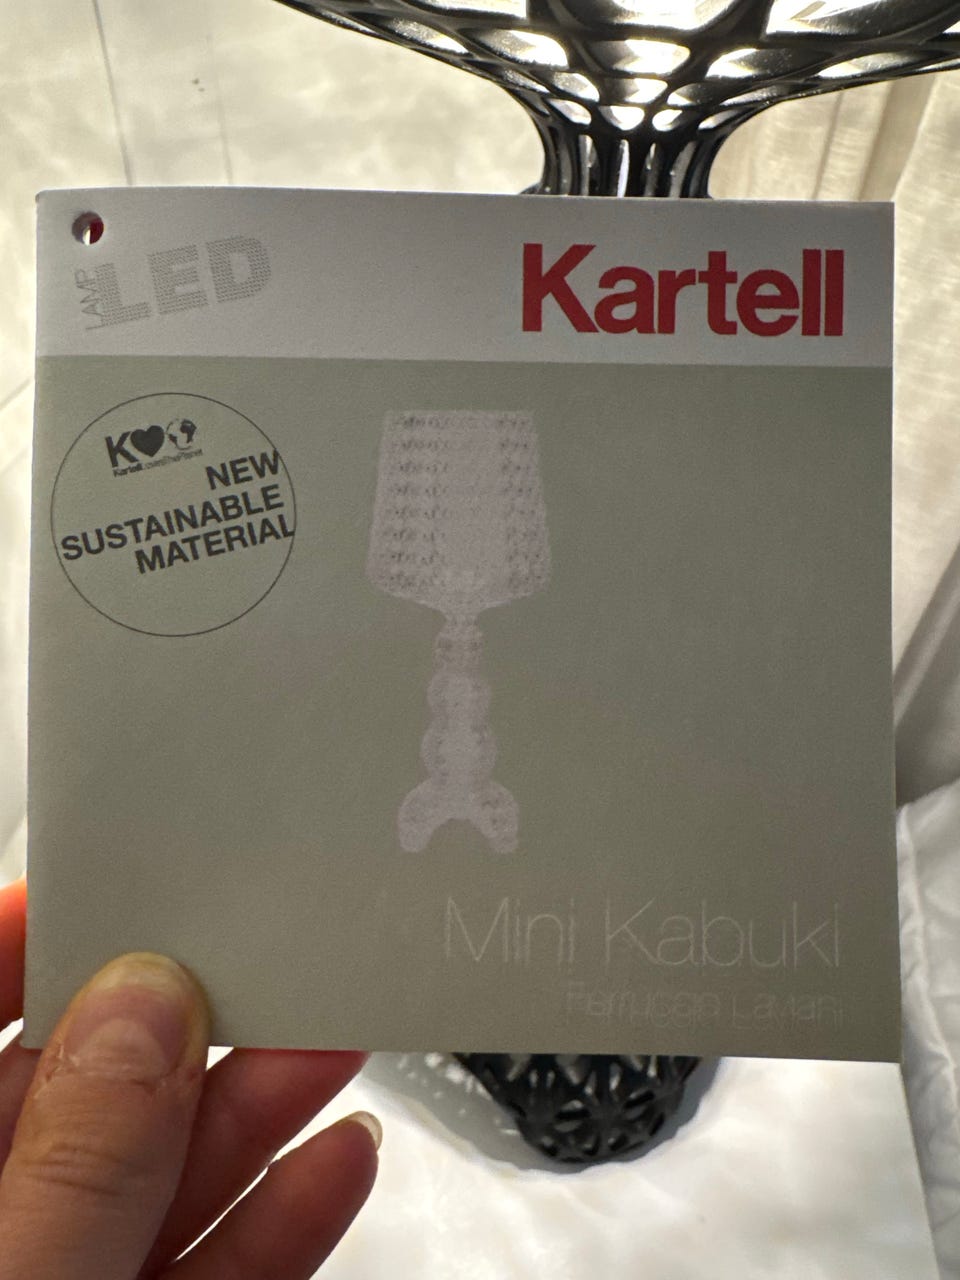 LAMP
LED
Kartell
K
KartellLovesThePlanet
NEW
SUSTAINABLE
MATERIAL
Mini Kabuki
Ferruccio Laviani